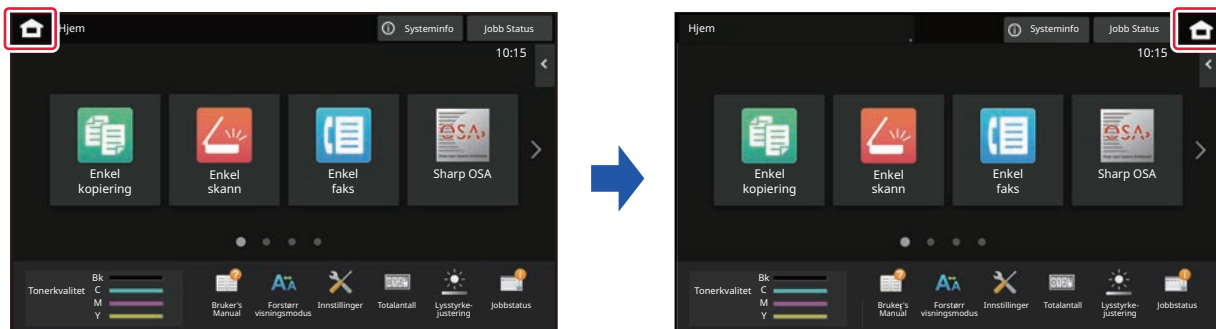 Hjem
Systeminfo
Jobb Status
10:15
Enkel
kopiering
Enkel
skann
Enkel
faks
OSA
Sharp OSA
Tonerkvalitet
Bk
C
M
Y
Bruker's
Manual
Forstørr
visningsmodus
Innstillinger
Totalantall
Lysstyrke-
justering
Jobbstatus
Hjem
Systeminfo
Jobb Status
10:15
Enkel
kopiering
Enkel
skann
Enkel
faks
OSA
Sharp OSA
Tonerkvalitet
Bk
C
M
Y
Bruker's
Manual
Forstørr
visningsmodus
Innstillinger
Totalantall
Lysstyrke-
justering
Jobbstatus